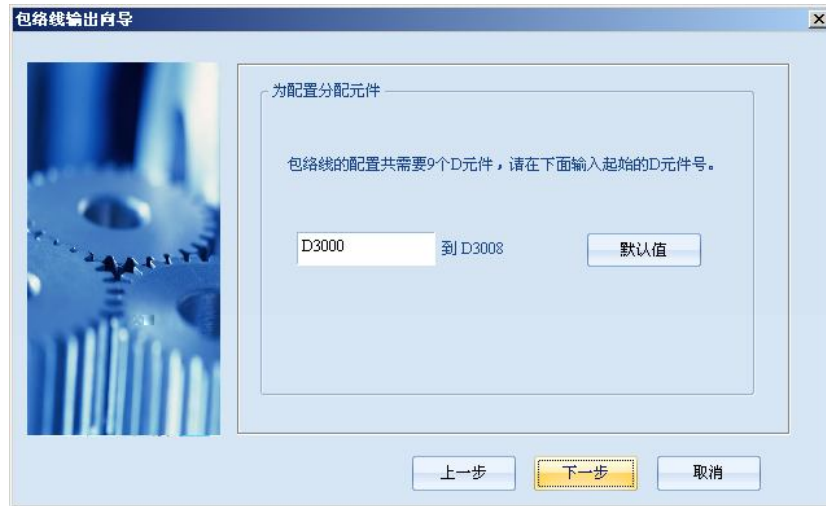 包络线输出向导
为配置分配元件
包络线的配置共需要9个D元件，请在下面输入起始的D元件号。
D3000 到 D3008 默认值
上一步 下一步 取消